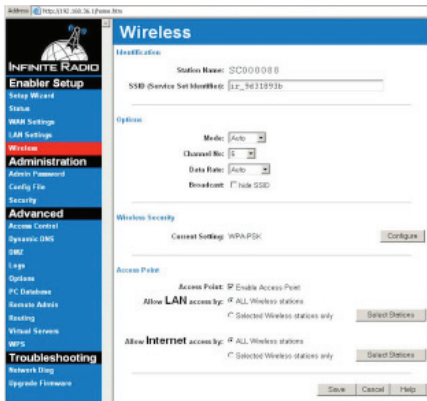 Address http://192.168.36.1/home.htm
INFINITE RADIO
Enabler Setup
Setup Wizard
Status
WAN Settings
LAN Settings
Wireless
Administration
Admin Password
Config File
Security
Advanced
Access Control
Dynamic DNS
DMZ
Logs
Options
PC Database
Remote Admin
Routing
Virtual Servers
WPS
Troubleshooting
Network Diag
Upgrade Firmware
Wireless
Identification
Station Name: SC000088
SSID (Service Set Identifier): ir_9d31893b
Options
Mode: Auto
Channel No: 6
Data Rate: Auto
Broadcast: hide SSID
Wireless Security
Current Setting: WPA-PSK Configure
Access Point
Access Point: Enable Access Point
Allow LAN access by: ALL Wireless stations
Selected Wireless stations only Select Stations
Allow Internet access by: ALL Wireless stations
Selected Wireless stations only Select Stations
Save Cancel Help